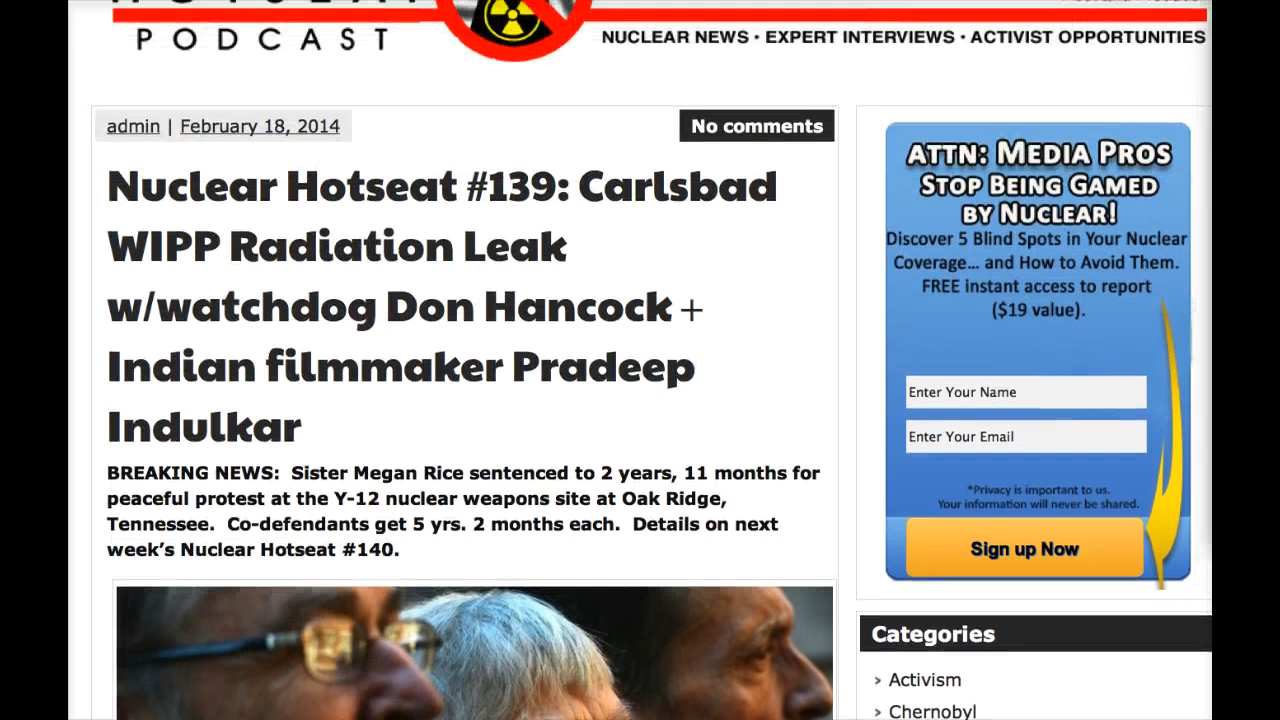 PODCAST
NUCLEAR NEWS • EXPERT INTERVIEWS • ACTIVIST OPPORTUNITIES
admin | February 18, 2014
No comments
Nuclear Hotseat #139: Carlsbad
WIPP Radiation Leak
w/watchdog Don Hancock +
Indian filmmaker Pradeep
Indulkar
BREAKING NEWS:  Sister Megan Rice sentenced to 2 years, 11 months for
peaceful protest at the Y-12 nuclear weapons site at Oak Ridge,
Tennessee.  Co-defendants get 5 yrs. 2 months each.  Details on next
week's Nuclear Hotseat #140.
ATTN: MEDIA PROS
STOP BEING GAMED
BY NUCLEAR!
Discover 5 Blind Spots in Your Nuclear
Coverage... and How to Avoid Them.
FREE instant access to report
($19 value).
Enter Your Name
Enter Your Email
*Privacy is important to us.
Your information will never be shared.
Sign up Now
Categories
> Activism
> Chernobyl